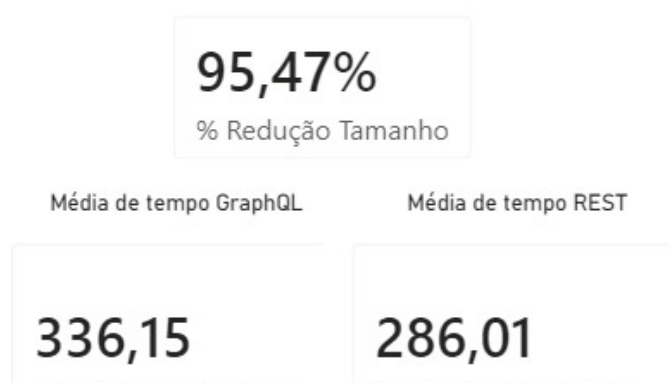 95,47%
% Redução Tamanho
Média de tempo GraphQL
Média de tempo REST
336,15
286,01